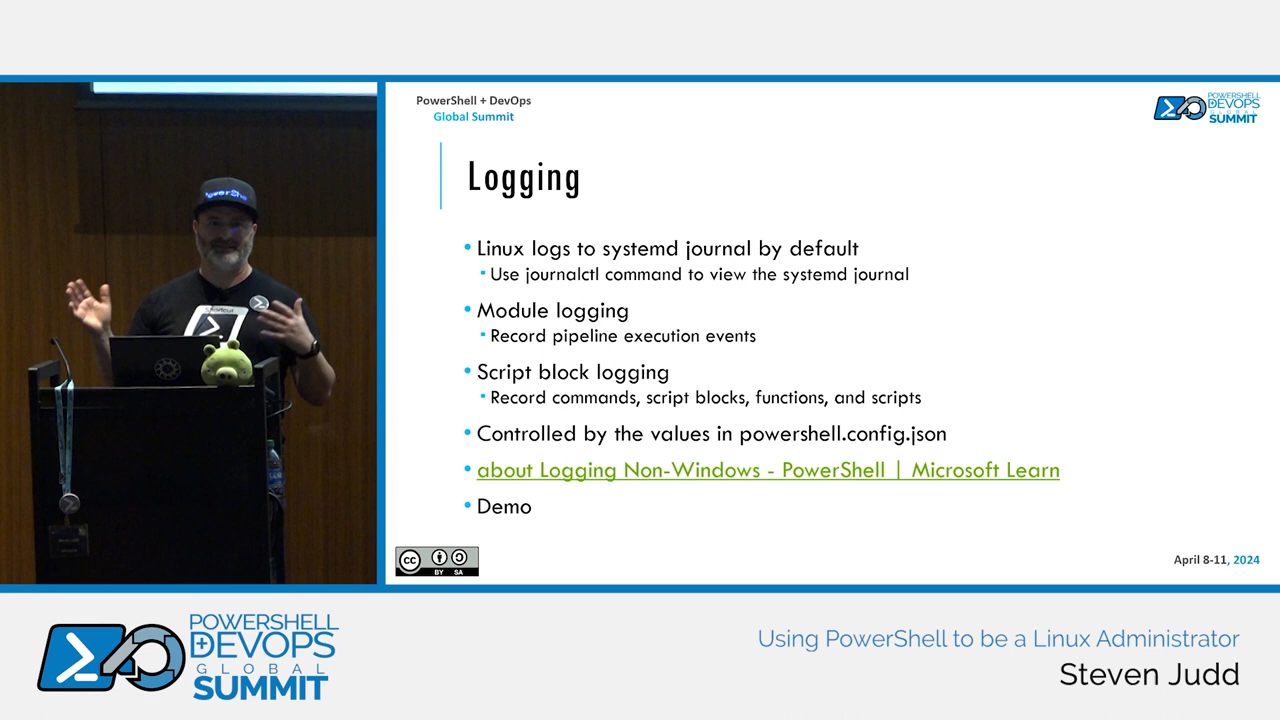 PowerShell + DevOps
Global Summit
POWERSHELL
+DEVOPS
GLOBAL
SUMMIT
Logging
• Linux logs to systemd journal by default
▪ Use journalctl command to view the systemd journal
• Module logging
▪ Record pipeline execution events
• Script block logging
▪ Record commands, script blocks, functions, and scripts
• Controlled by the values in powershell.config.json
• about Logging Non-Windows - PowerShell | Microsoft Learn
• Demo
cc
BY SA
April 8-11, 2024
POWERSHELL
+DEVOPS
GLOBAL
SUMMIT
Using PowerShell to be a Linux Administrator
Steven Judd